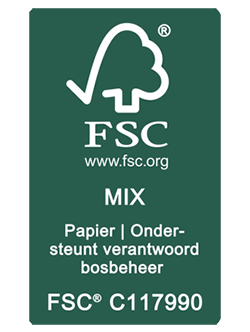 ®
FSC
www.fsc.org
MIX
Papier | Onder-
steunt verantwoord
bosbeheer
FSC® C117990